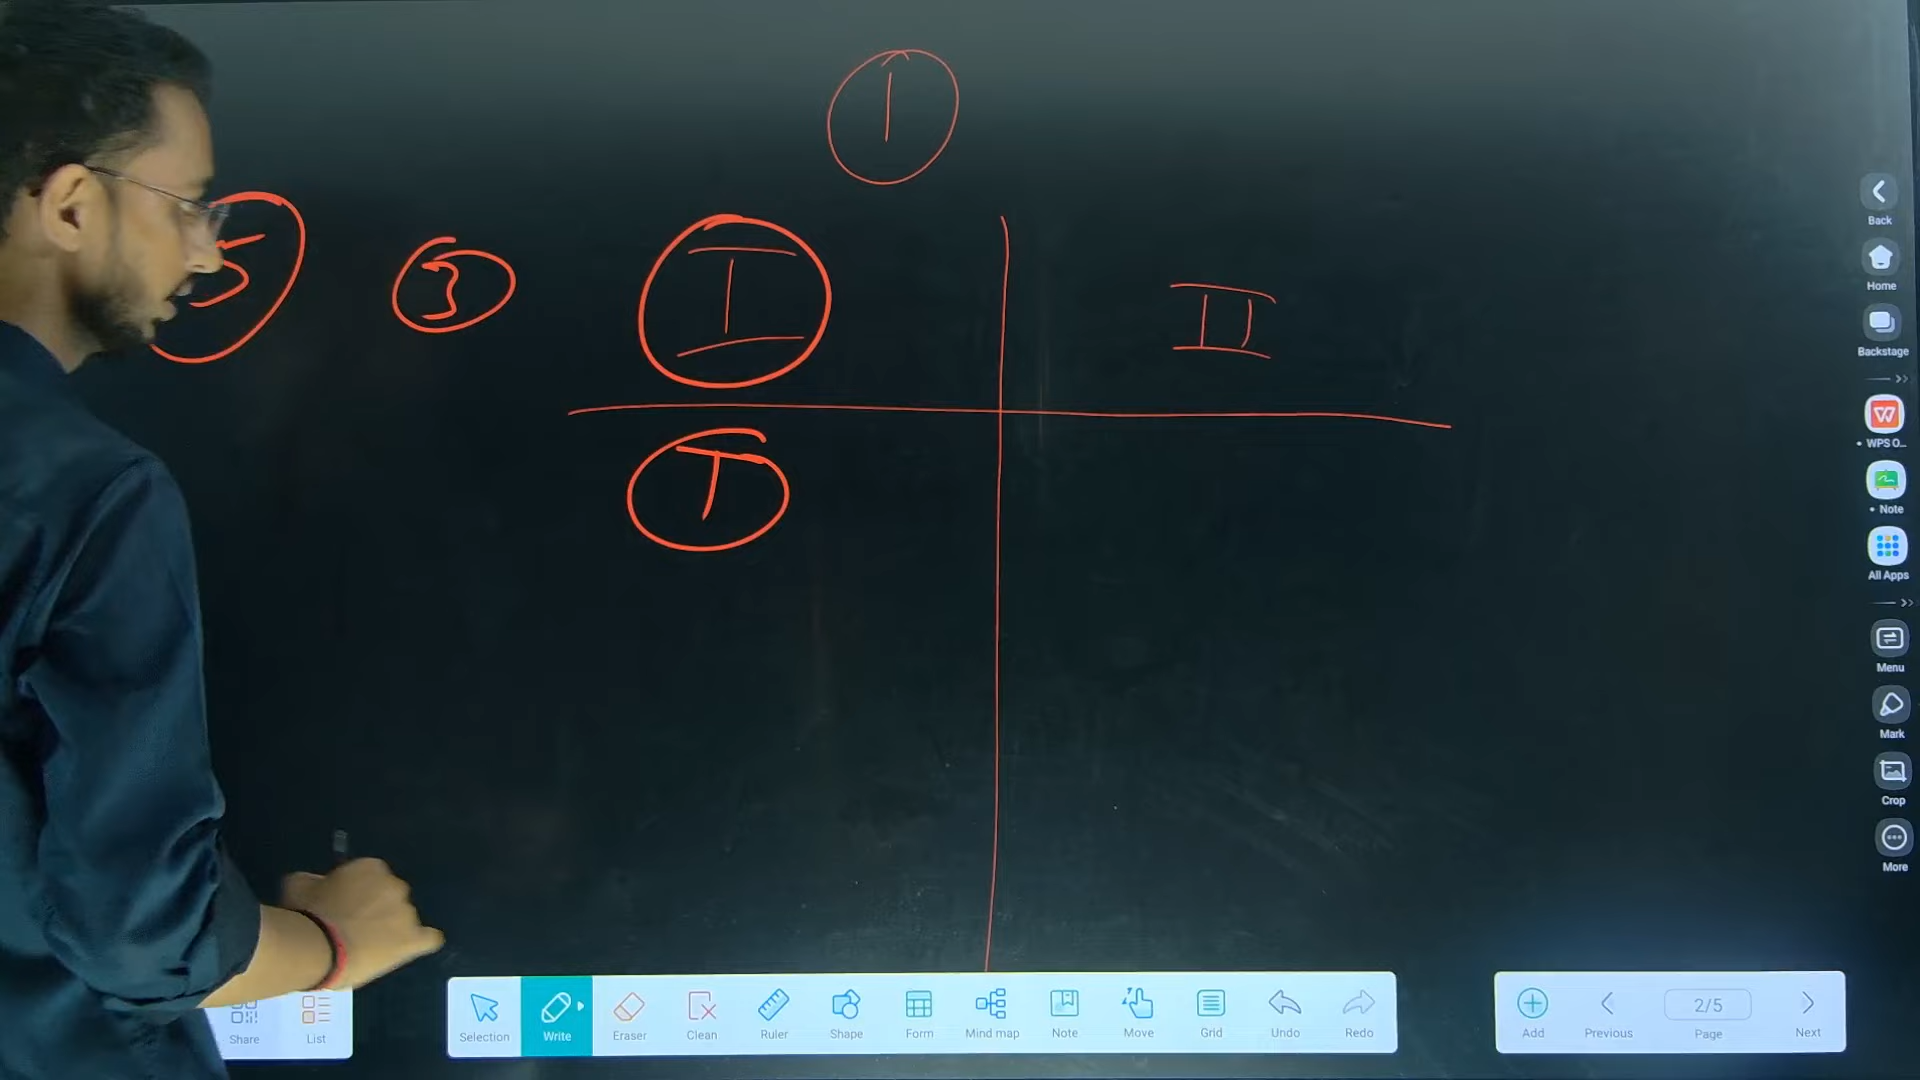 1
5 3 I II
T
Back
Home
Backstage
WPS O...
Note
All Apps
Menu
Mark
Crop
More
Share List Selection Write Eraser Clean Ruler Shape Form Mind map Note Move Grid Undo Redo Add Previous 2/5 Page Next